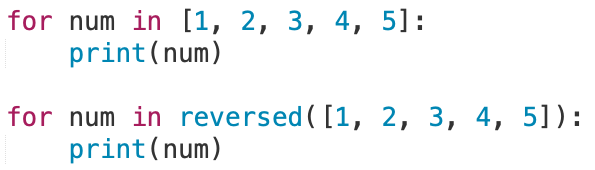 for num in [1, 2, 3, 4, 5]:
    print(num)

for num in reversed([1, 2, 3, 4, 5]):
    print(num)